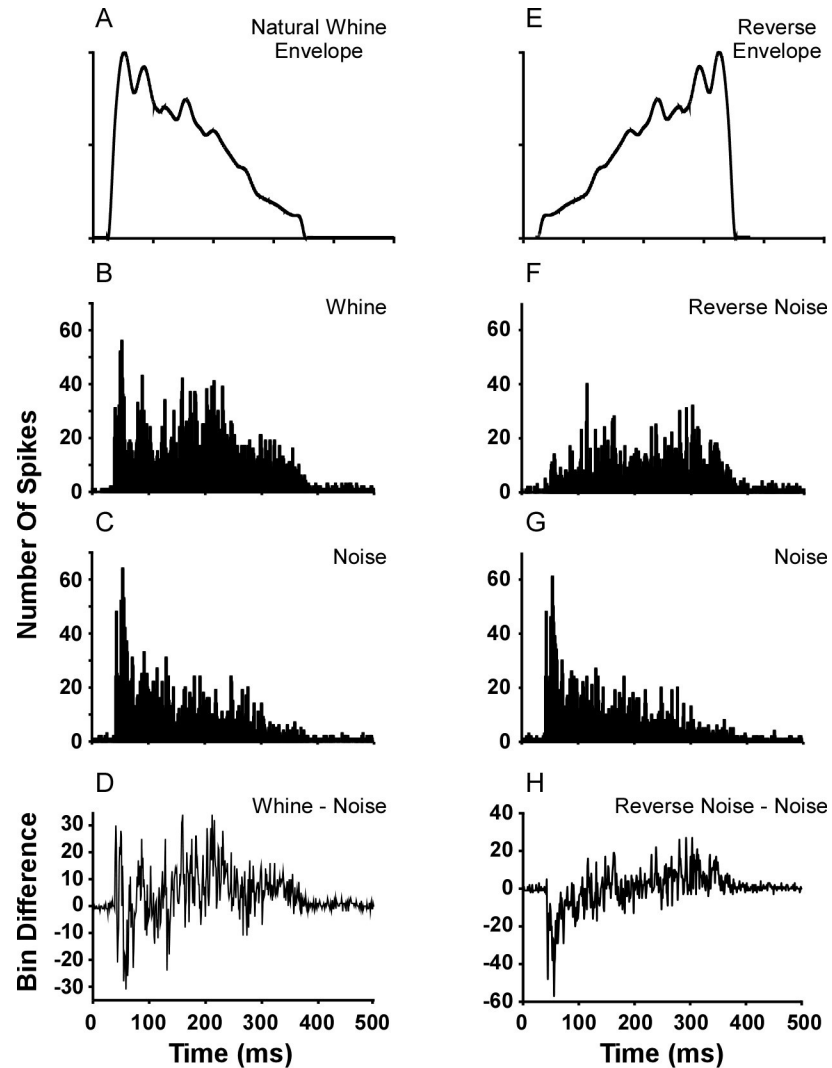 A
Natural Whine
Envelope
E
Reverse
Envelope
B
Whine
60
40
20
0
F
Reverse Noise
60
40
20
0
Number Of Spikes
C
Noise
60
40
20
0
G
Noise
60
40
20
0
D
Whine - Noise
30
20
10
0
-10
-20
-30
Bin Difference
0 100 200 300 400 500
Time (ms)
H
Reverse Noise - Noise
40
20
0
-20
-40
-60
0 100 200 300 400 500
Time (ms)